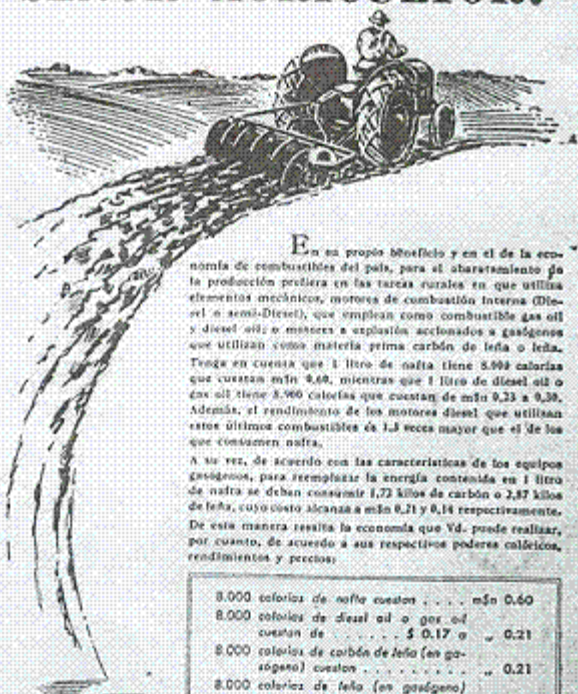 En su propio beneficio y en el de la eco-
nomía de combustibles del país, para el abaratamiento de
la producción prefiera en las tareas rurales en que utiliza
elementos mecánicos, motores de combustión interna (Die-
sel o semi-Diesel), que emplean como combustible gas oil
y diesel oil; o motores a explosión accionados a gasógenos
que utilizan como materia prima carbón de leña o leña.
Tenga en cuenta que 1 litro de nafta tiene 8.000 calorías
que cuestan m$n 0,60, mientras que 1 litro de diesel oil o
gas oil tiene 8.900 calorías que cuestan de m$n 0,23 a 0,30.
Además, el rendimiento de los motores diesel que utilizan
estos últimos combustibles es 1,5 veces mayor que el de los
que consumen nafta.
A su vez, de acuerdo con las características de los equipos
gasógenos, para reemplazar la energía contenida en 1 litro
de nafta se deben consumir 1,72 kilos de carbón o 2,87 kilos
de leña, cuyo costo alcanza a m$n 0,21 y 0,14 respectivamente.
De esta manera resalta la economía que Vd. puede realizar,
por cuanto, de acuerdo a sus respectivos poderes calóricos,
rendimientos y precios:
8.000 calorías de nafta cuestan . . . . m$n 0.60
8.000 calorías de diesel oil o gas oil
cuestan de . . . . . . $ 0.17 a „ 0.21
8.000 calorías de carbón de leña (en ga-
sógeno) cuestan . . . . . . . . . „ 0.21
8.000 calorías de leña (en gasógeno)